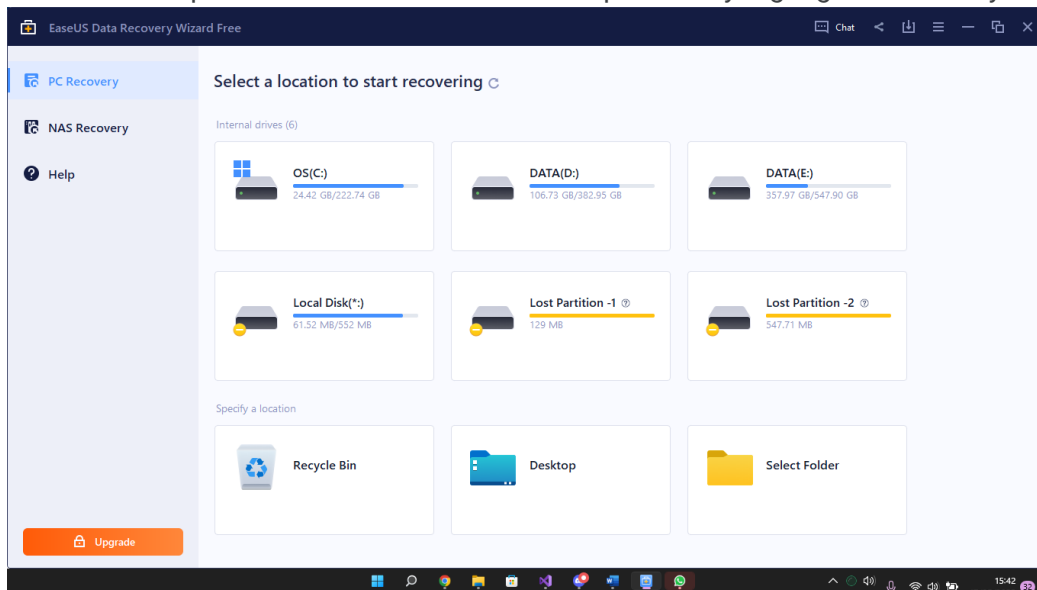 EaseUS Data Recovery Wizard Free
Chat
PC Recovery
NAS Recovery
Help
Upgrade
Select a location to start recovering
Internal drives (6)
OS(C:)
24.42 GB/222.74 GB
DATA(D:)
106.73 GB/382.95 GB
DATA(E:)
357.97 GB/547.90 GB
Local Disk(*:)
61.52 MB/552 MB
Lost Partition -1
129 MB
Lost Partition -2
547.71 MB
Specify a location
Recycle Bin
Desktop
Select Folder
15:42
32